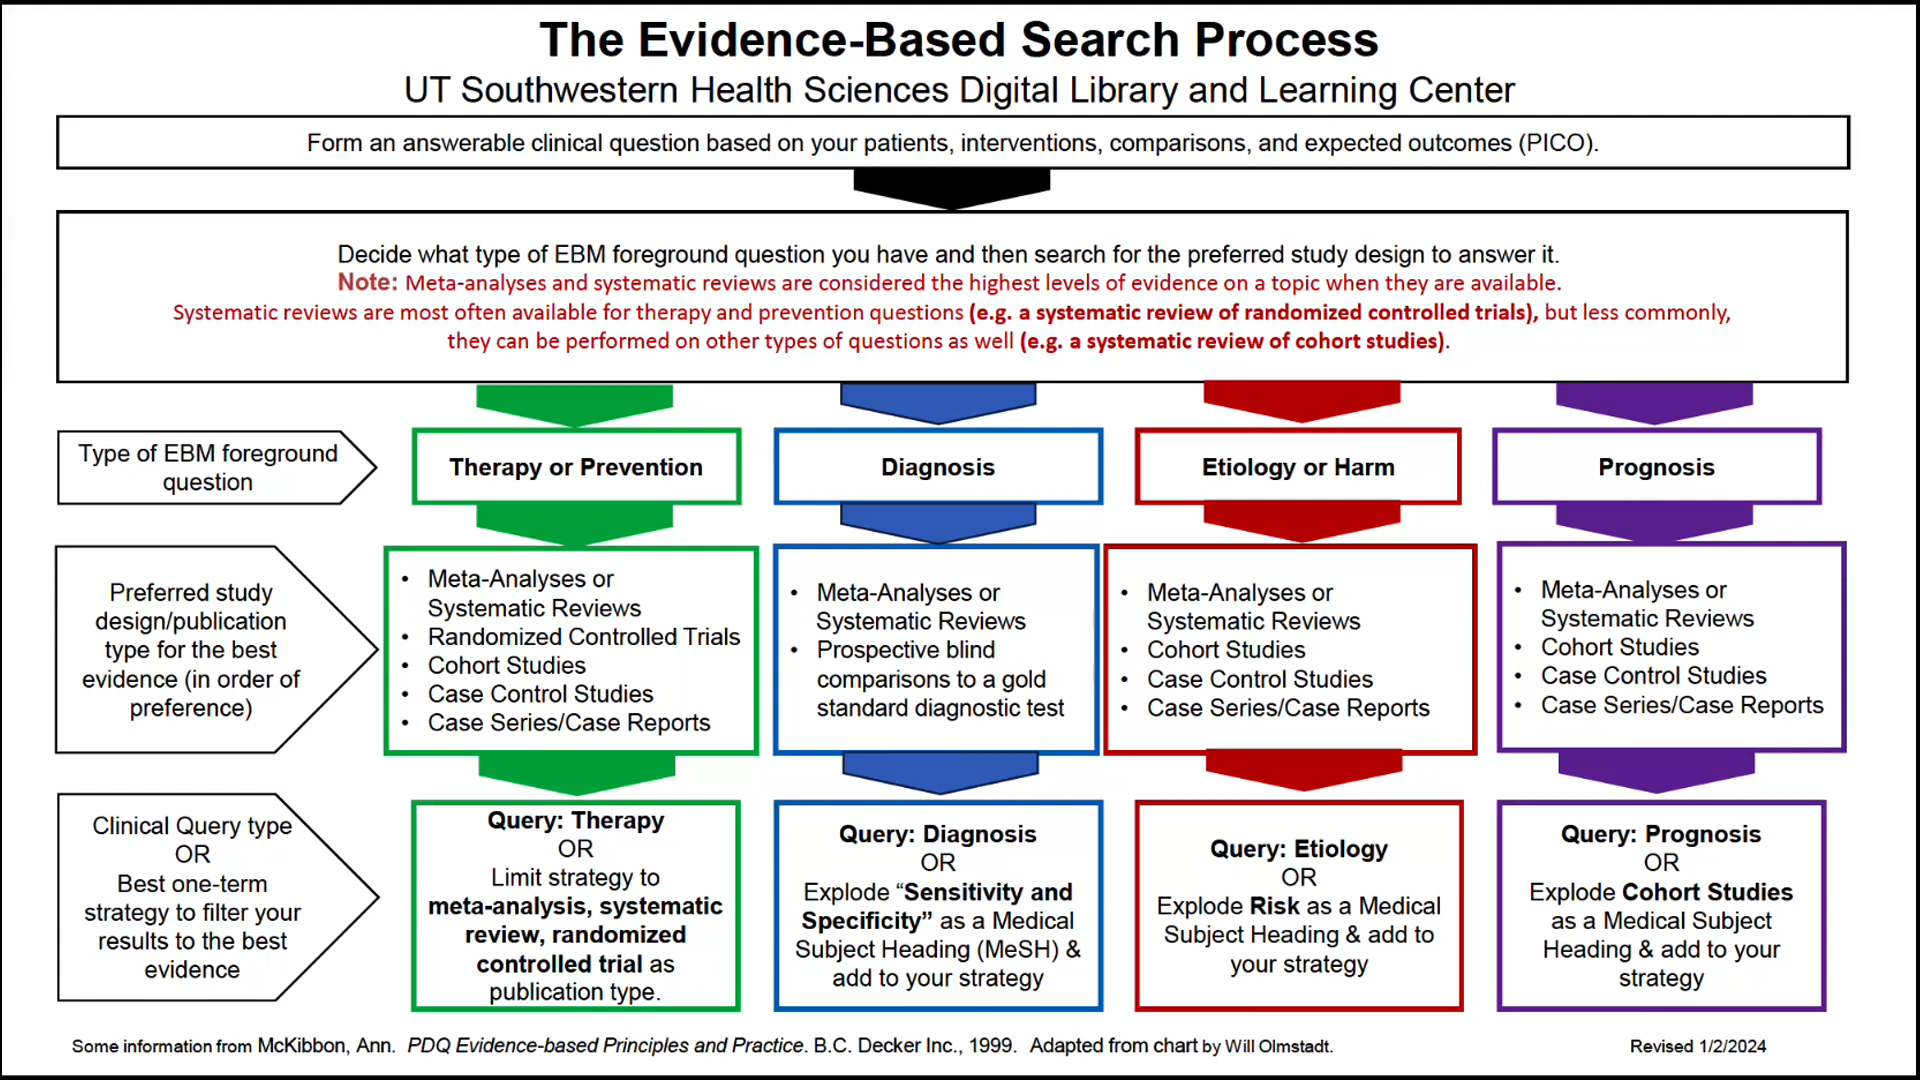 The Evidence-Based Search Process
UT Southwestern Health Sciences Digital Library and Learning Center
Form an answerable clinical question based on your patients, interventions, comparisons, and expected outcomes (PICO).
Decide what type of EBM foreground question you have and then search for the preferred study design to answer it.
Note: Meta-analyses and systematic reviews are considered the highest levels of evidence on a topic when they are available.
Systematic reviews are most often available for therapy and prevention questions (e.g. a systematic review of randomized controlled trials), but less commonly,
they can be performed on other types of questions as well (e.g. a systematic review of cohort studies).
Type of EBM foreground
question
Therapy or Prevention
Diagnosis
Etiology or Harm
Prognosis
Preferred study
design/publication
type for the best
evidence (in order of
preference)
• Meta-Analyses or
Systematic Reviews
• Randomized Controlled Trials
• Cohort Studies
• Case Control Studies
• Case Series/Case Reports
• Meta-Analyses or
Systematic Reviews
• Prospective blind
comparisons to a gold
standard diagnostic test
• Meta-Analyses or
Systematic Reviews
• Cohort Studies
• Case Control Studies
• Case Series/Case Reports
• Meta-Analyses or
Systematic Reviews
• Cohort Studies
• Case Control Studies
• Case Series/Case Reports
Clinical Query type
OR
Best one-term
strategy to filter your
results to the best
evidence
Query: Therapy
OR
Limit strategy to
meta-analysis, systematic
review, randomized
controlled trial as
publication type.
Query: Diagnosis
OR
Explode “Sensitivity and
Specificity” as a Medical
Subject Heading (MeSH) &
add to your strategy
Query: Etiology
OR
Explode Risk as a Medical
Subject Heading & add to
your strategy
Query: Prognosis
OR
Explode Cohort Studies
as a Medical Subject
Heading & add to your
strategy
Some information from McKibbon, Ann. PDQ Evidence-based Principles and Practice. B.C. Decker Inc., 1999. Adapted from chart by Will Olmstadt.
Revised 1/2/2024